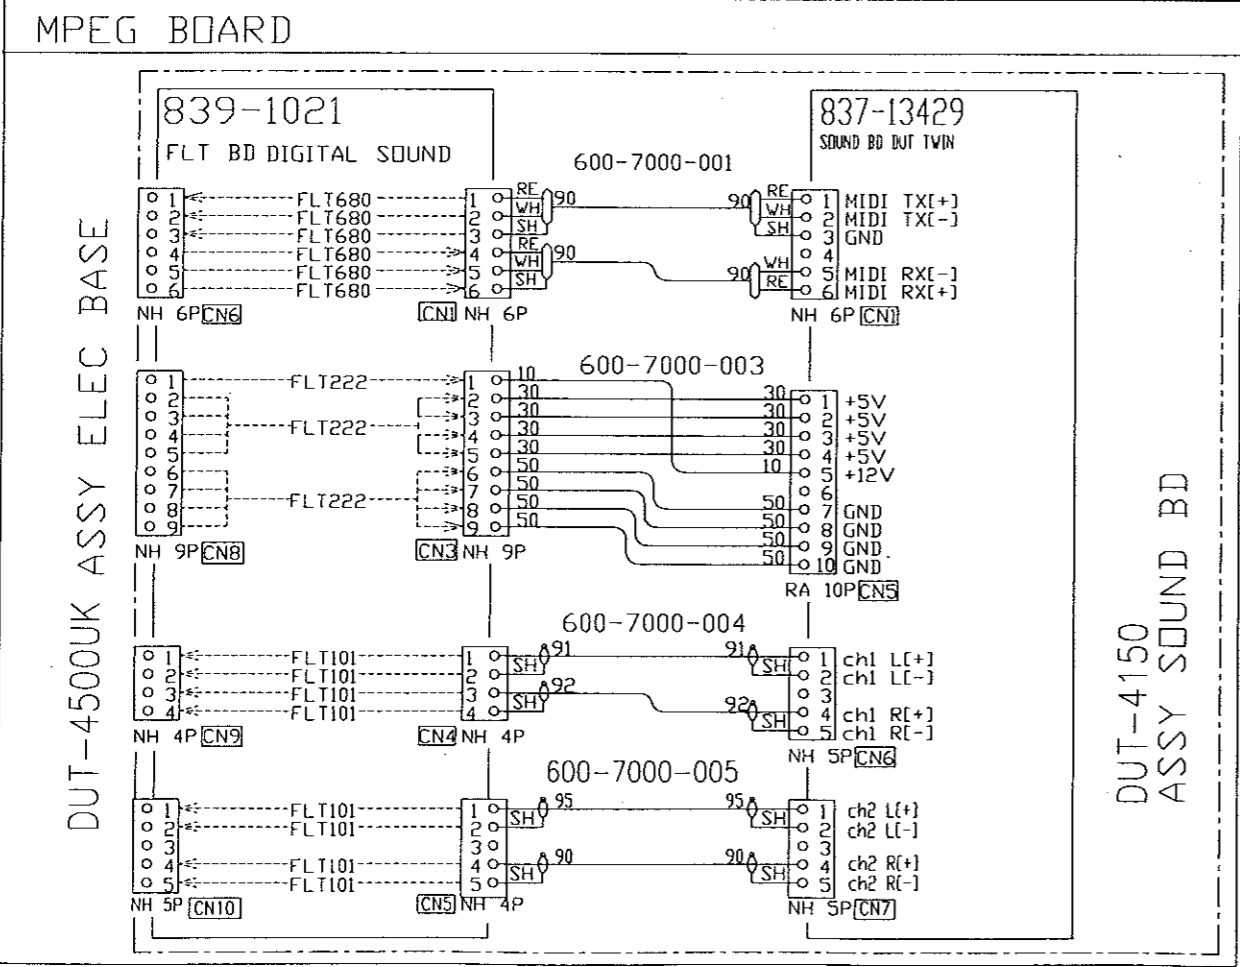 MPEG BOARD
839-1021
FLT BD DIGITAL SOUND
837-13429
SOUND BD DUT TWIN
DUT-4500UK ASSY ELEC BASE
DUT-4150
ASSY SOUND BD
600-7000-001
1 FLT680 1 RE 90 90 RE 1 MIDI TX[+]
2 FLT680 2 WH WH 2 MIDI TX[-]
3 FLT680 3 SH SH 3 GND
4 FLT680 4 RE 90 4
5 FLT680 5 WH 90 WH 5 MIDI RX[-]
6 FLT680 6 SH RE 6 MIDI RX[+]
NH 6P CN6 CN1 NH 6P NH 6P CN1
600-7000-003
1 FLT222 1 10 30 1 +5V
2 2 30 30 2 +5V
3 FLT222 3 30 30 3 +5V
4 4 30 30 4 +5V
5 5 30 10 5 +12V
6 6 50 6
7 FLT222 7 50 50 7 GND
8 8 50 50 8 GND
9 9 50 50 9 GND
50 10 GND
NH 9P CN8 CN3 NH 9P RA 10P CN5
600-7000-004
1 FLT101 1 SH 91 91 SH 1 ch1 L[+]
2 FLT101 2 2 ch1 L[-]
3 FLT101 3 SH 92 3
4 FLT101 4 92 SH 4 ch1 R[+]
5 ch1 R[-]
NH 4P CN9 CN4 NH 4P NH 5P CN6
600-7000-005
1 FLT101 1 SH 95 95 SH 1 ch2 L[+]
2 FLT101 2 2 ch2 L[-]
3 3 3
4 FLT101 4 SH 90 90 SH 4 ch2 R[+]
5 FLT101 5 5 ch2 R[-]
NH 5P CN10 CN5 NH 4P NH 5P CN7